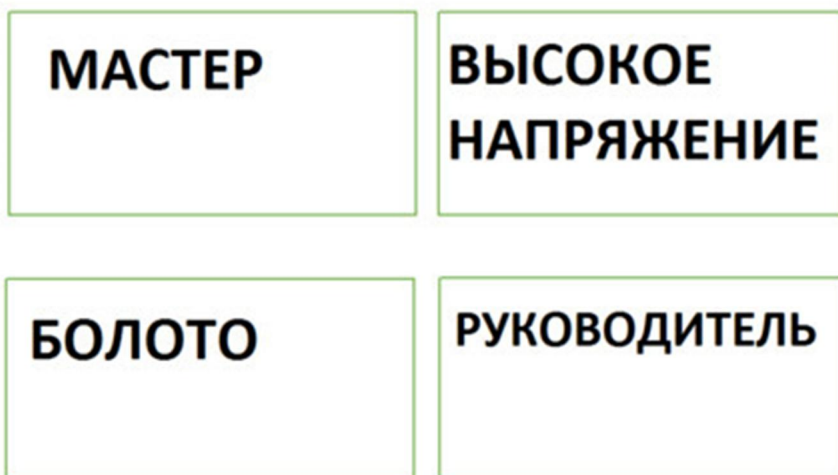 МАСТЕР
ВЫСОКОЕ
НАПРЯЖЕНИЕ
БОЛОТО
РУКОВОДИТЕЛЬ